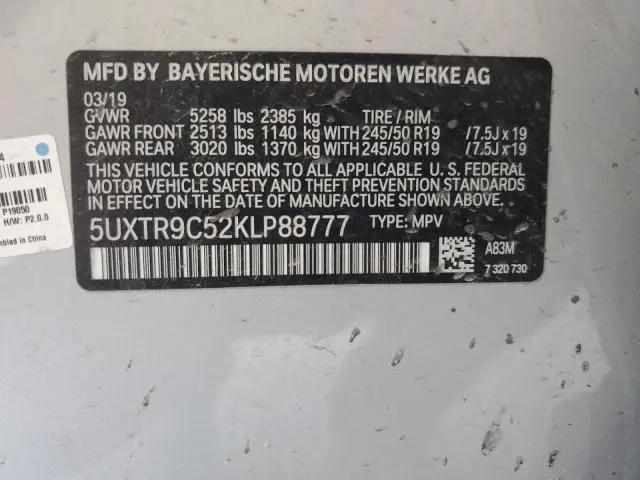 MFD BY BAYERISCHE MOTOREN WERKE AG
03/19
GVWR 5258 lbs 2385 kg TIRE / RIM
GAWR FRONT 2513 lbs 1140 kg WITH 245/50 R19 /7.5J x 19
GAWR REAR 3020 lbs 1370 kg WITH 245/50 R19 /7.5J x 19
THIS VEHICLE CONFORMS TO ALL APPLICABLE U. S. FEDERAL
MOTOR VEHICLE SAFETY AND THEFT PREVENTION STANDARDS
IN EFFECT ON THE DATE OF MANUFACTURE SHOWN ABOVE.
5UXTR9C52KLP88777 TYPE: MPV
A83M
7 320 730
4
P19050
H/W: P2.0.0
in China